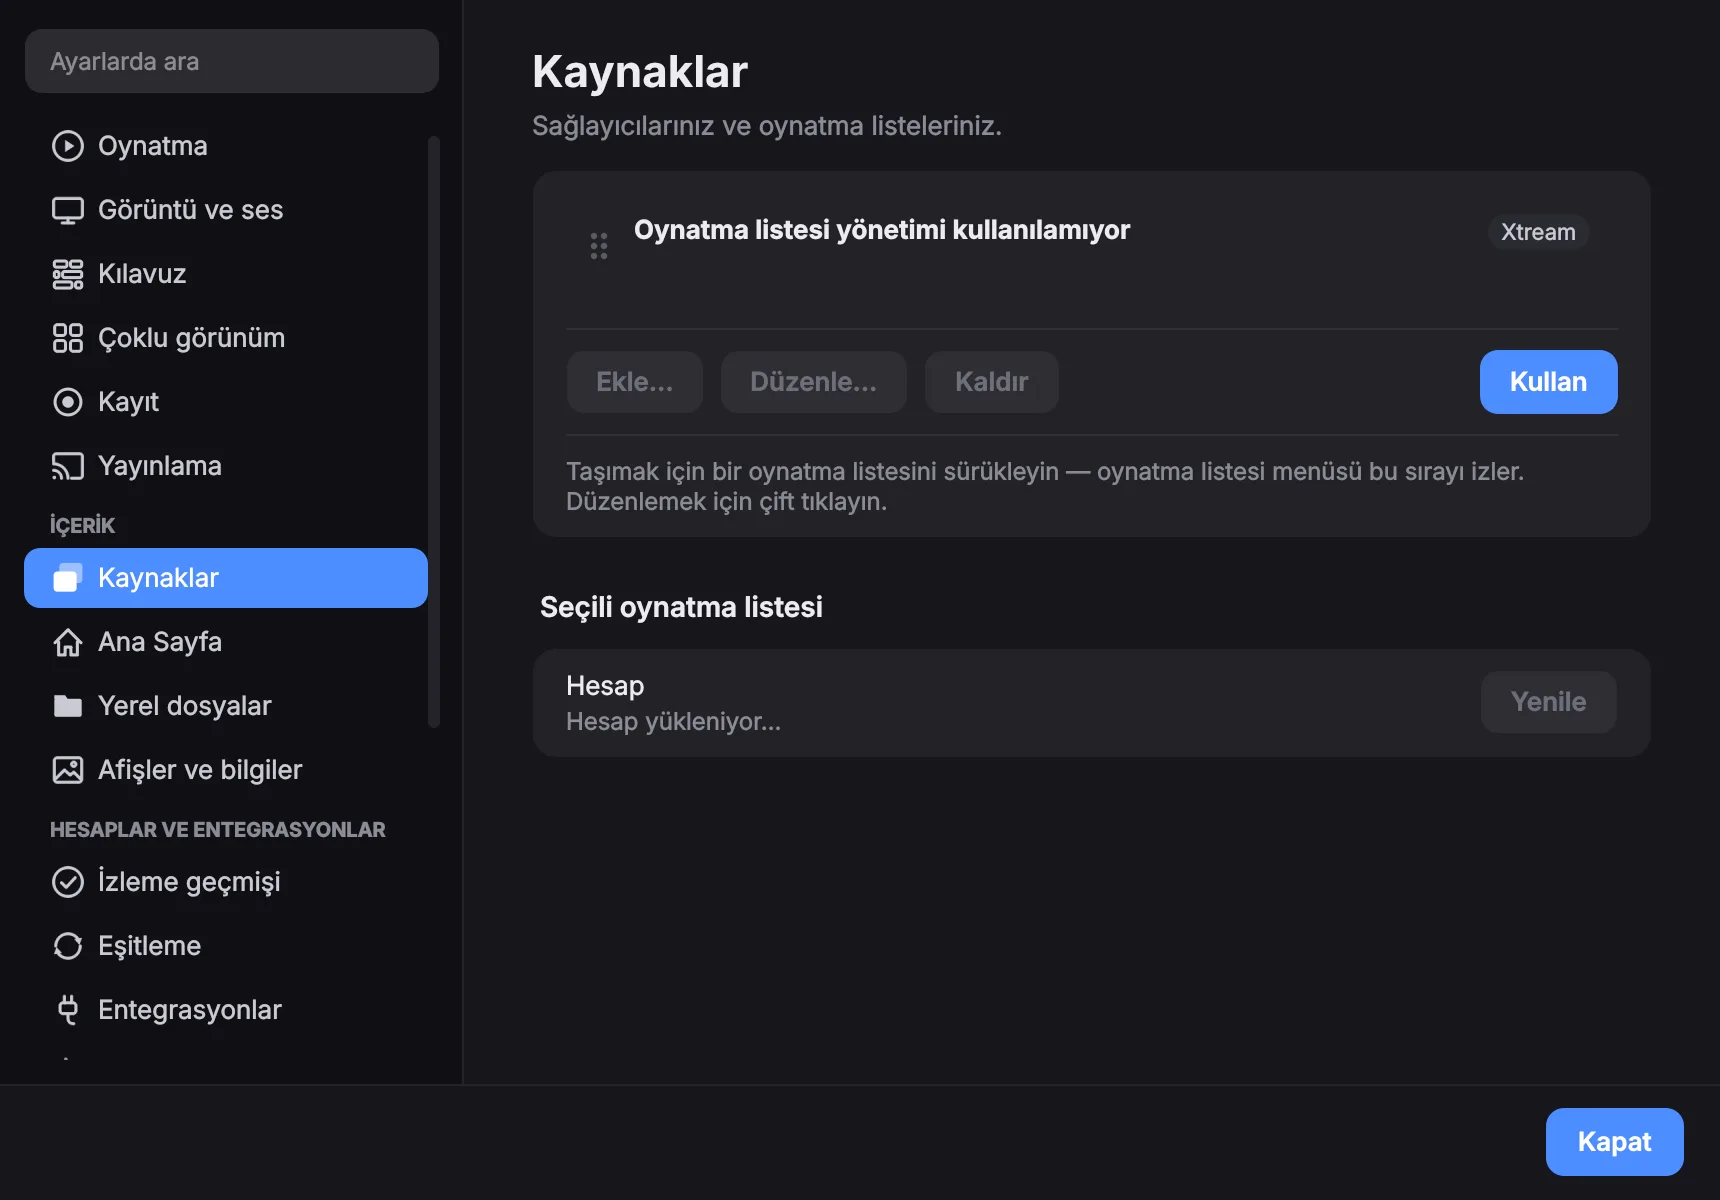 Ayarlarda ara
Oynatma
Görüntü ve ses
Kılavuz
Çoklu görünüm
Kayıt
Yayınlama
İÇERİK
Kaynaklar
Ana Sayfa
Yerel dosyalar
Afişler ve bilgiler
HESAPLAR VE ENTEGRASYONLAR
İzleme geçmişi
Eşitleme
Entegrasyonlar
Kaynaklar
Sağlayıcılarınız ve oynatma listeleriniz.
Oynatma listesi yönetimi kullanılamıyor
Xtream
Ekle...
Düzenle...
Kaldır
Kullan
Taşımak için bir oynatma listesini sürükleyin — oynatma listesi menüsü bu sırayı izler.
Düzenlemek için çift tıklayın.
Seçili oynatma listesi
Hesap
Hesap yükleniyor...
Yenile
Kapat